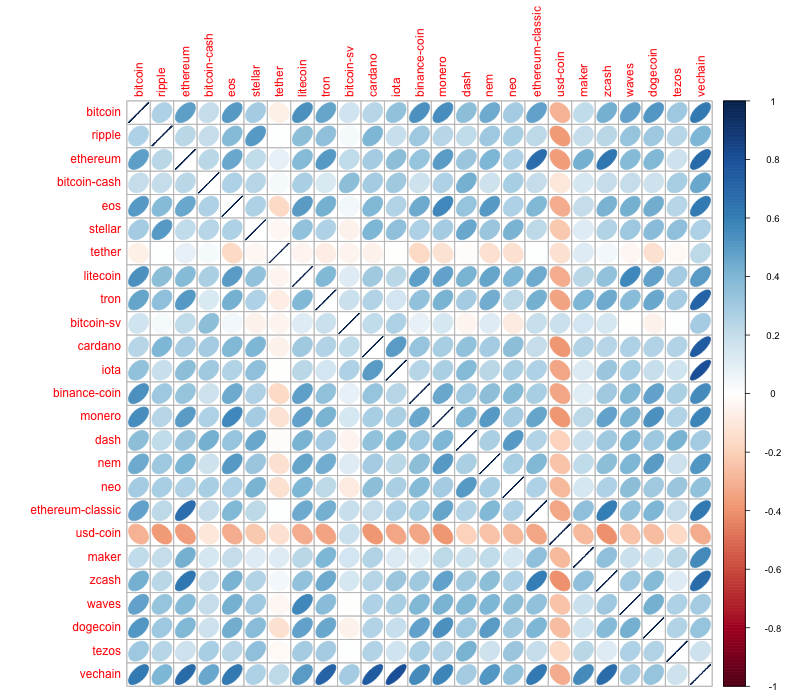 bitcoin
ripple
ethereum
bitcoin-cash
eos
stellar
tether
litecoin
tron
bitcoin-sv
cardano
iota
binance-coin
monero
dash
nem
neo
ethereum-classic
usd-coin
maker
zcash
waves
dogecoin
tezos
vechain
bitcoin
ripple
ethereum
bitcoin-cash
eos
stellar
tether
litecoin
tron
bitcoin-sv
cardano
iota
binance-coin
monero
dash
nem
neo
ethereum-classic
usd-coin
maker
zcash
waves
dogecoin
tezos
vechain
1
0.8
0.6
0.4
0.2
0
-0.2
-0.4
-0.6
-0.8
-1